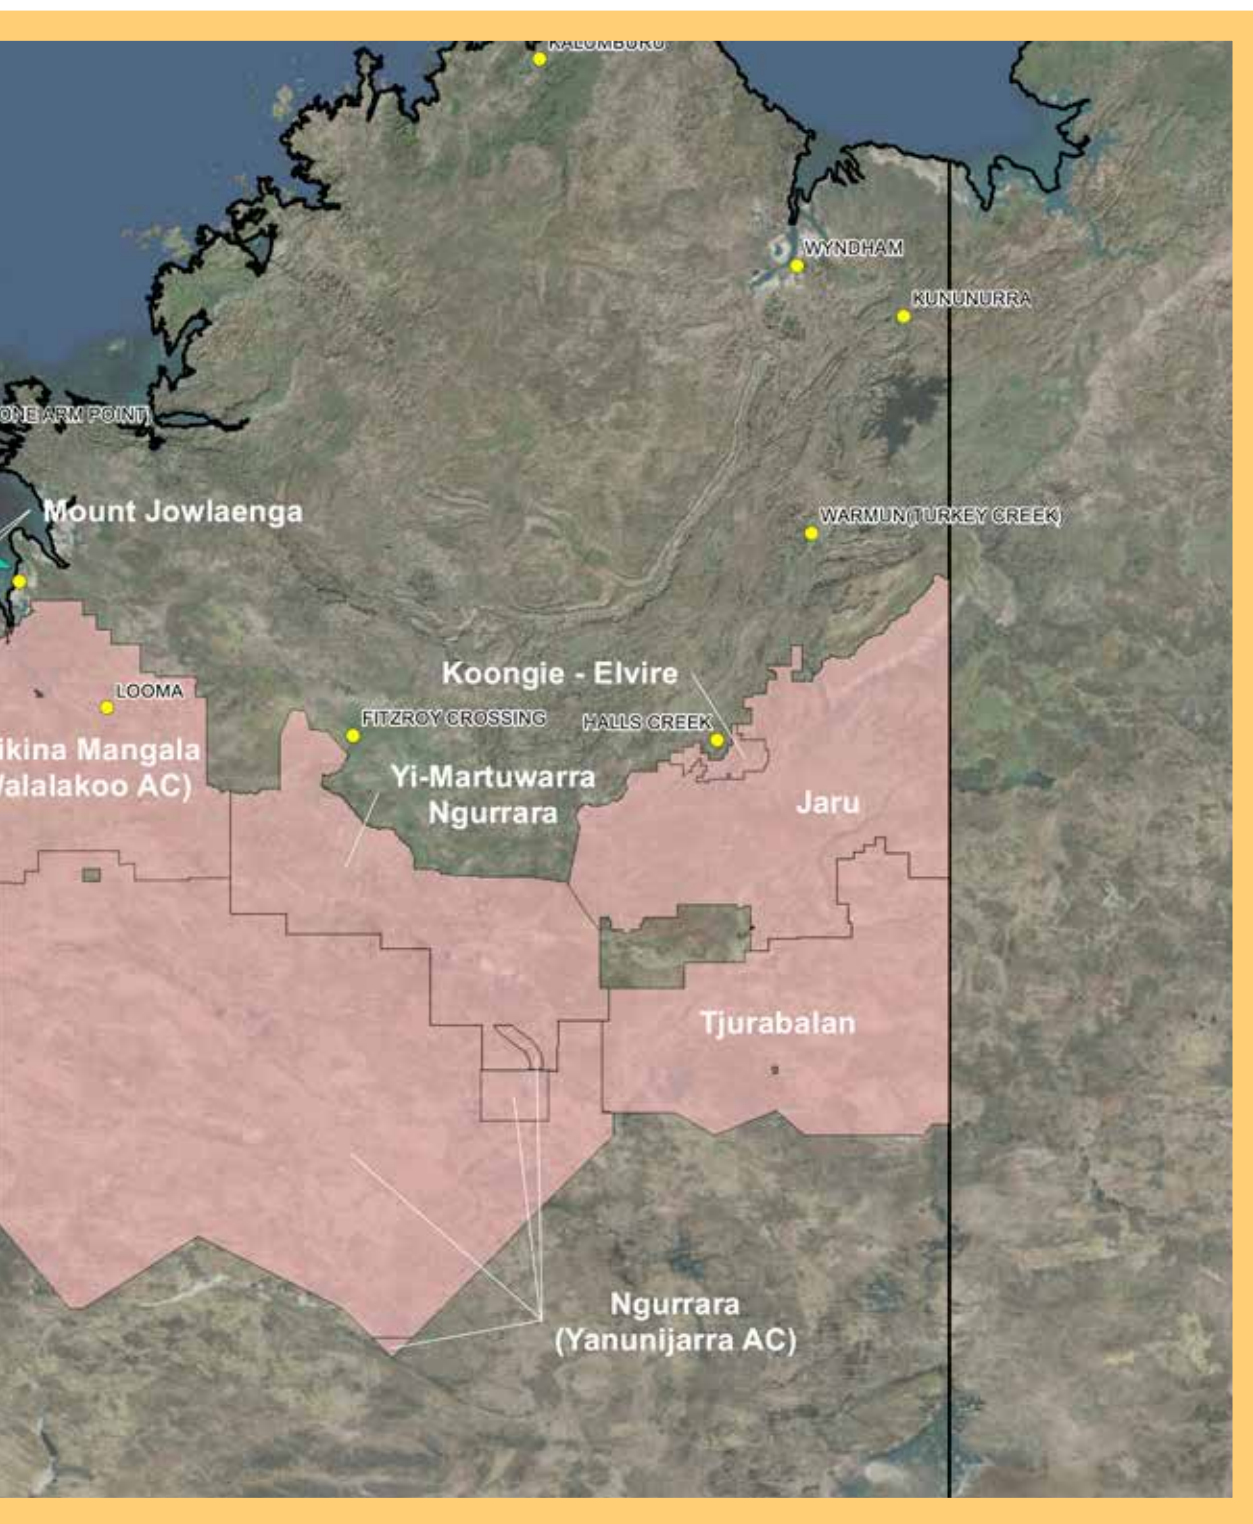 KALUMBURU
WYNDHAM
KUNUNURRA
ONE ARM POINT)
Mount Jowlaenga
WARMUN(TURKEY CREEK)
Koongie - Elvire
LOOMA
FITZROY CROSSING
HALLS CREEK
ikina Mangala
alalakoo AC)
Yi-Martuwarra
Ngurrara
Jaru
Tjurabalan
Ngurrara
(Yanunijarra AC)